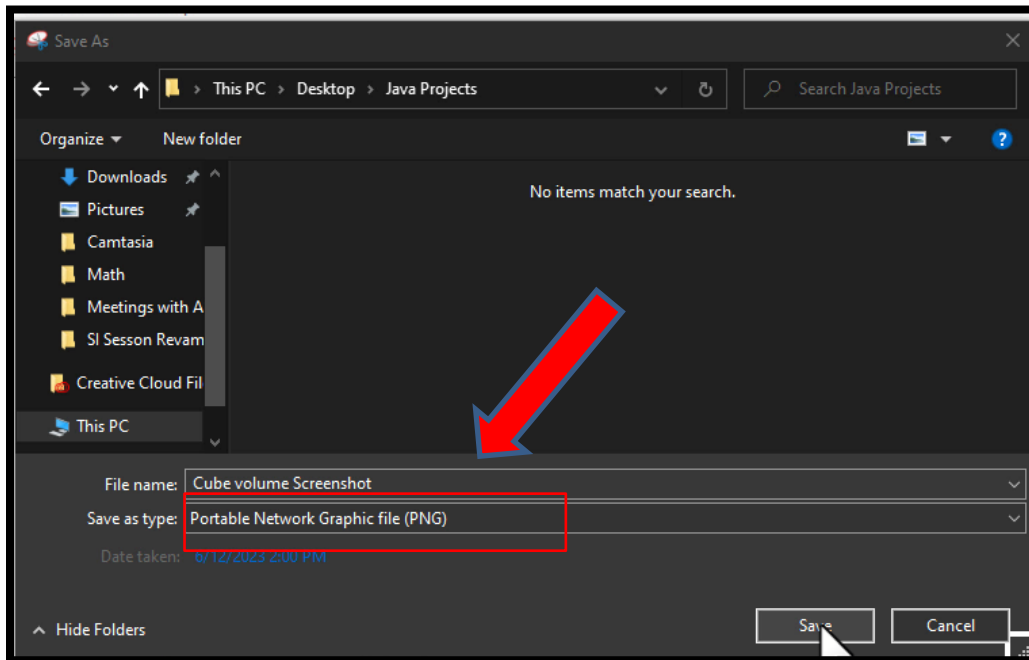 Save As
This PC > Desktop > Java Projects
Search Java Projects
Organize
New folder
Downloads
No items match your search.
Pictures
Camtasia
Math
Meetings with A
SI Sesson Revam
Creative Cloud Fil
This PC
File name: Cube volume Screenshot
Save as type: Portable Network Graphic file (PNG)
Date taken: 6/12/2023 2:00 PM
Hide Folders
Save
Cancel